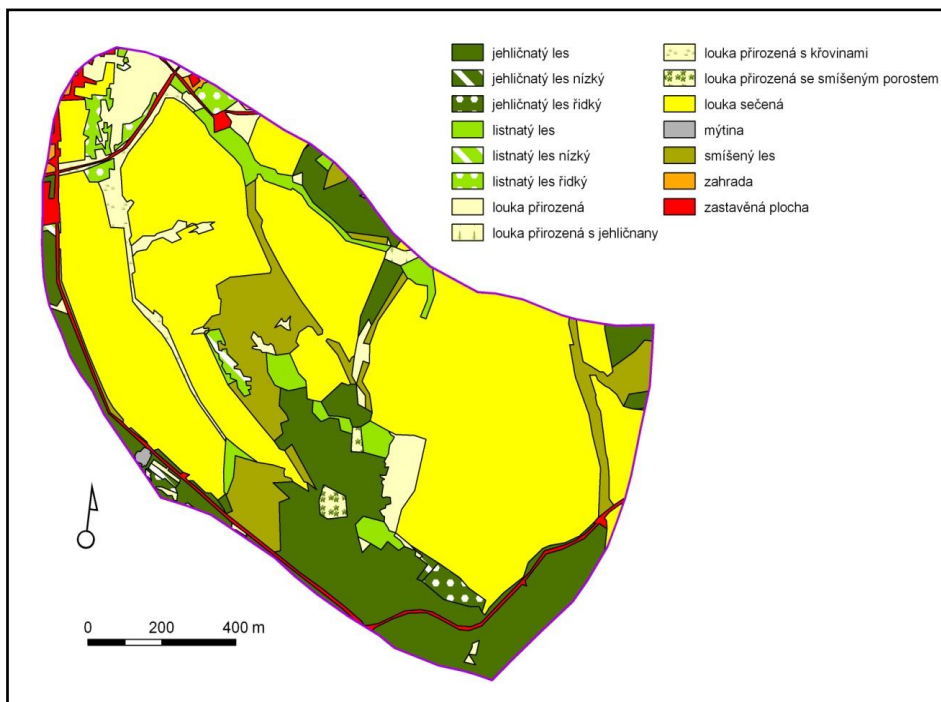 jehličnatý les
jehličnatý les nízký
jehličnatý les řidký
listnatý les
listnatý les nízký
listnatý les řidký
louka přirozená
louka přirozená s jehličnany
louka přirozená s křovinami
louka přirozená se smíšeným porostem
louka sečená
mýtina
smíšený les
zahrada
zastavěná plocha
0 200 400 m